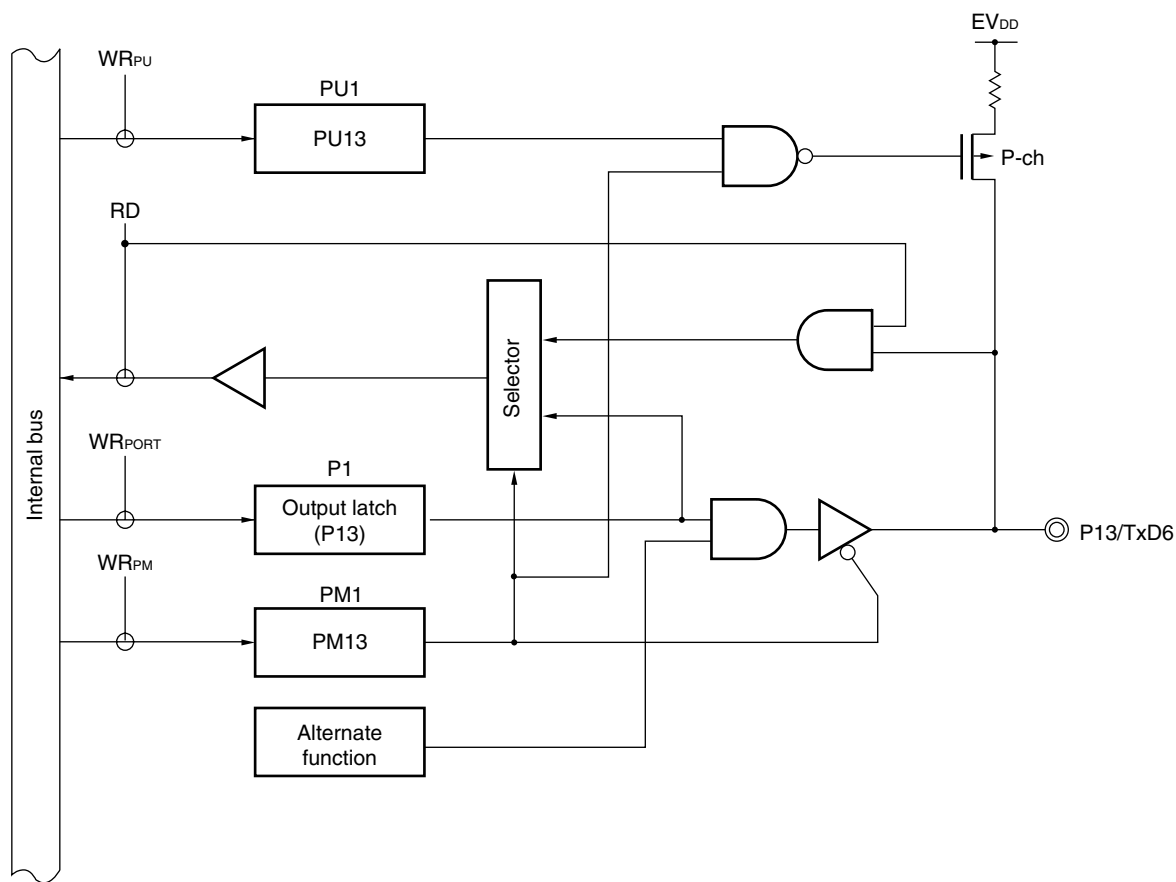 EVDD
WRPU
PU1
PU13
P-ch
RD
Selector
Internal bus
WRPORT
P1
Output latch
(P13)
P13/TxD6
WRPM
PM1
PM13
Alternate
function